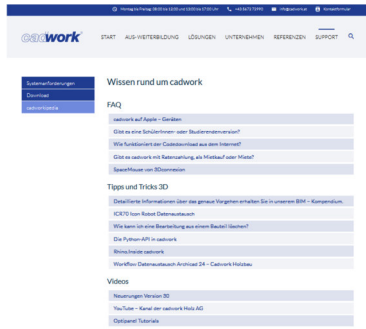 Montag bis Freitag: 08:00 bis 12:00 und 13:00 bis 17:00 Uhr
info@cadwork.at
Kontaktformular
cadwork
START AUS-WEITERBILDUNG LÖSUNGEN UNTERNEHMEN REFERENZEN SUPPORT
Systemanforderungen
Download
cadworkpedia
Wissen rund um cadwork
FAQ
cadwork auf Apple – Geräten
Gibt es eine SchülerInnen- oder Studierendenversion?
Wie funktioniert der Codedownload aus dem Internet?
Gibt es cadwork mit Ratenzahlung, als Mietkauf oder Miete?
SpaceMouse von 3Dconnexion
Tipps und Tricks 3D
Detaillierte Informationen über das genaue Vorgehen erhalten Sie in unserem BIM – Kompendium.
ICR70 Icon Robot Datenaustausch
Wie kann ich eine Bearbeitung aus einem Bauteil löschen?
Die Python-API in cadwork
Rhino.Inside cadwork
Workflow Datenaustausch Archicad 24 – Cadwork Holzbau
Videos
Neuerungen Version 30
YouTube – Kanal der cadwork Holz AG
Optipanel Tutorials